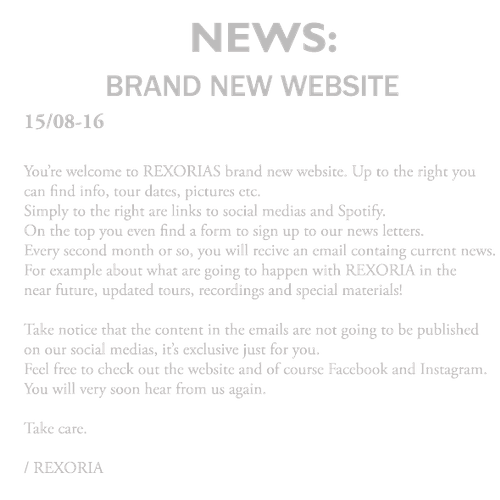 NEWS:
BRAND NEW WEBSITE
15/08-16
You're welcome to REXORIAS brand new website. Up to the right you
can find info, tour dates, pictures etc.
Simply to the right are links to social medias and Spotify.
On the top you even find a form to sign up to our news letters.
Every second month or so, you will recive an email containg current news.
For example about what are going to happen with REXORIA in the
near future, updated tours, recordings and special materials!
Take notice that the content in the emails are not going to be published
on our social medias, it's exclusive just for you.
Feel free to check out the website and of course Facebook and Instagram.
You will very soon hear from us again.
Take care.
/ REXORIA